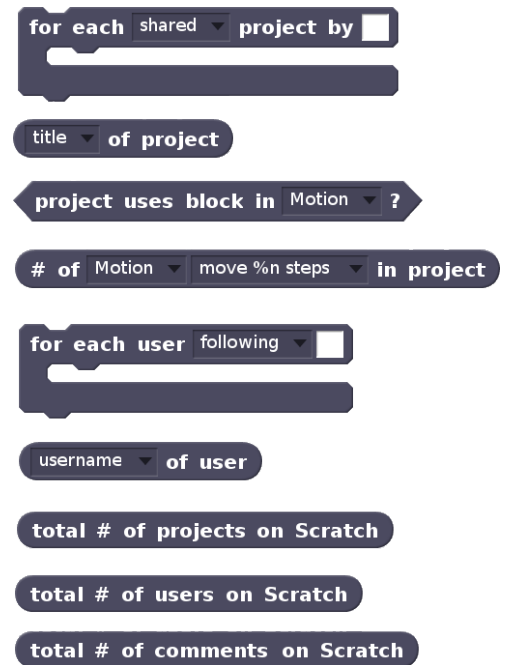 for each shared project by
title of project
project uses block in Motion ?
# of Motion move %n steps in project
for each user following
username of user
total # of projects on Scratch
total # of users on Scratch
total # of comments on Scratch